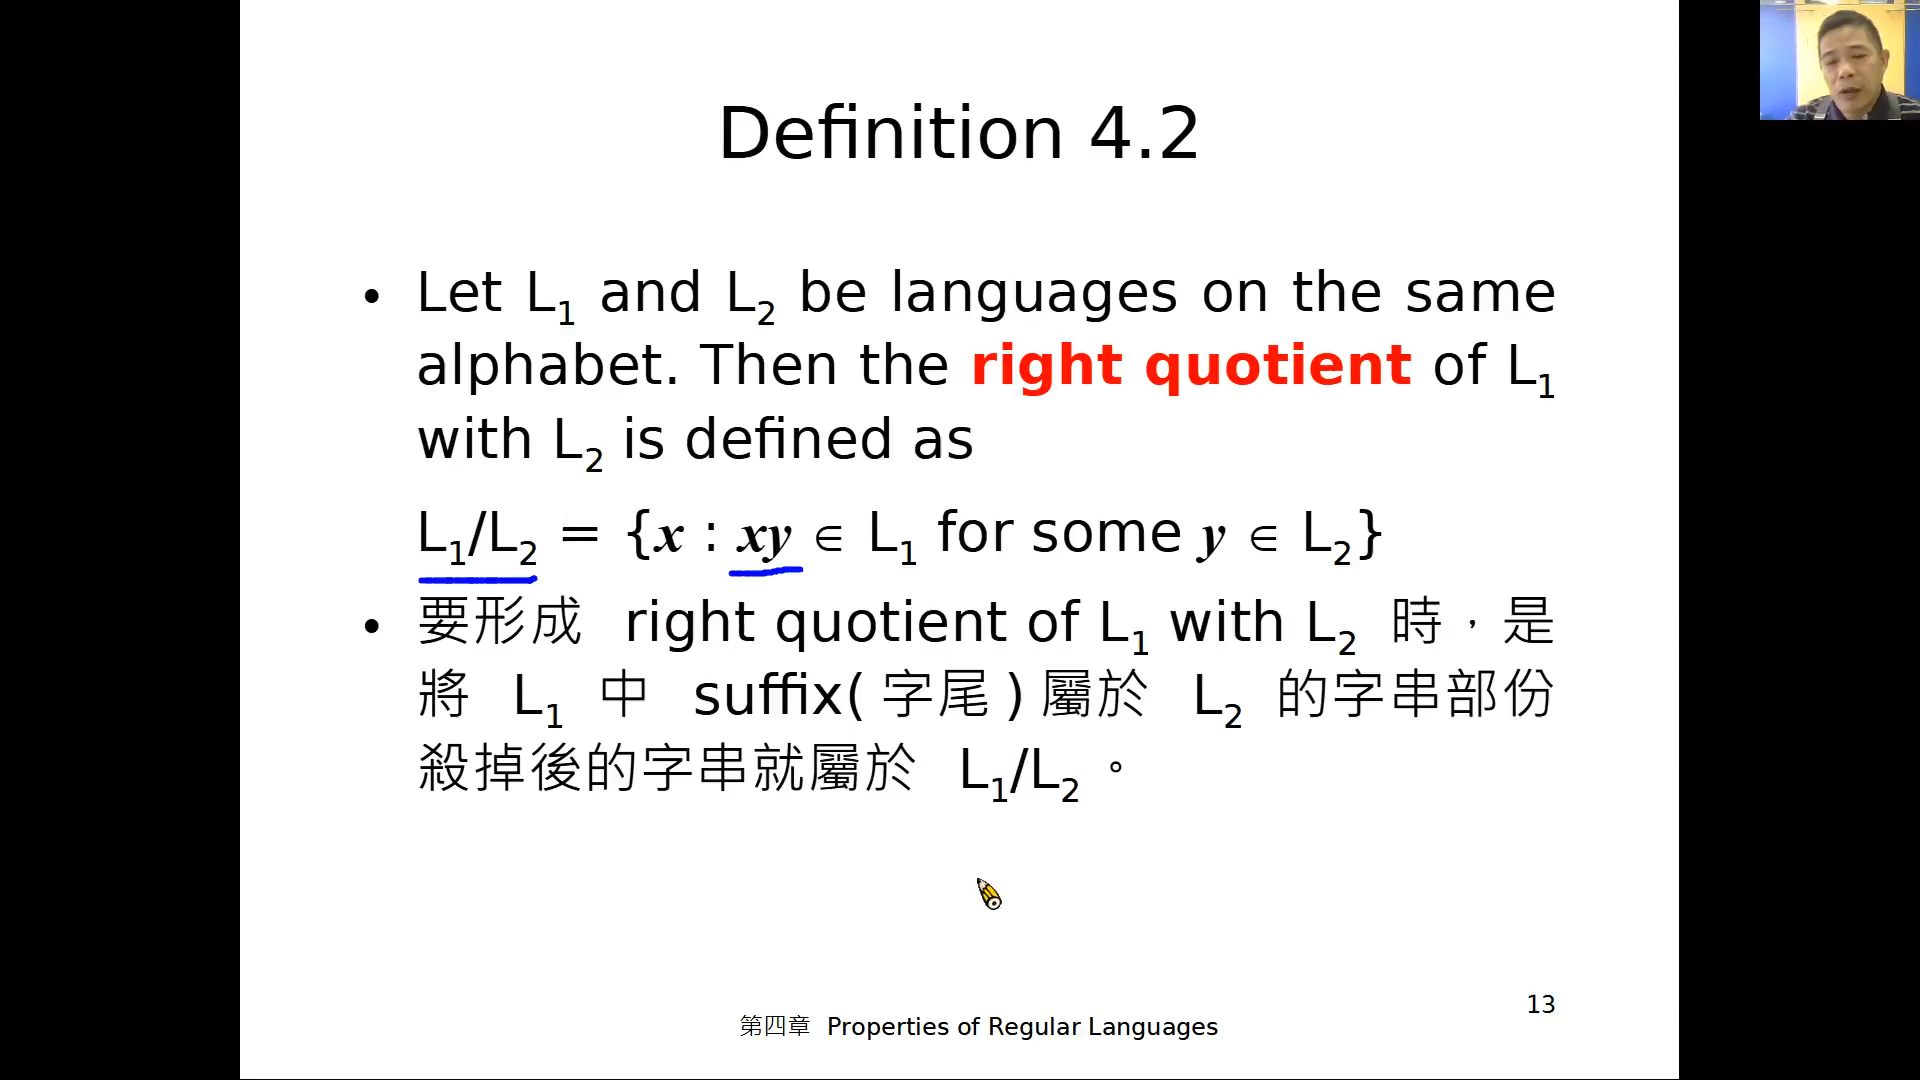 Definition 4.2
• Let L₁ and L₂ be languages on the same
alphabet. Then the right quotient of L₁
with L₂ is defined as
L₁/L₂ = {x : xy ∈ L₁ for some y ∈ L₂}
• 要形成 right quotient of L₁ with L₂ 時，是
將 L₁ 中 suffix(字尾)屬於 L₂ 的字串部份
殺掉後的字串就屬於 L₁/L₂。
13
第四章 Properties of Regular Languages